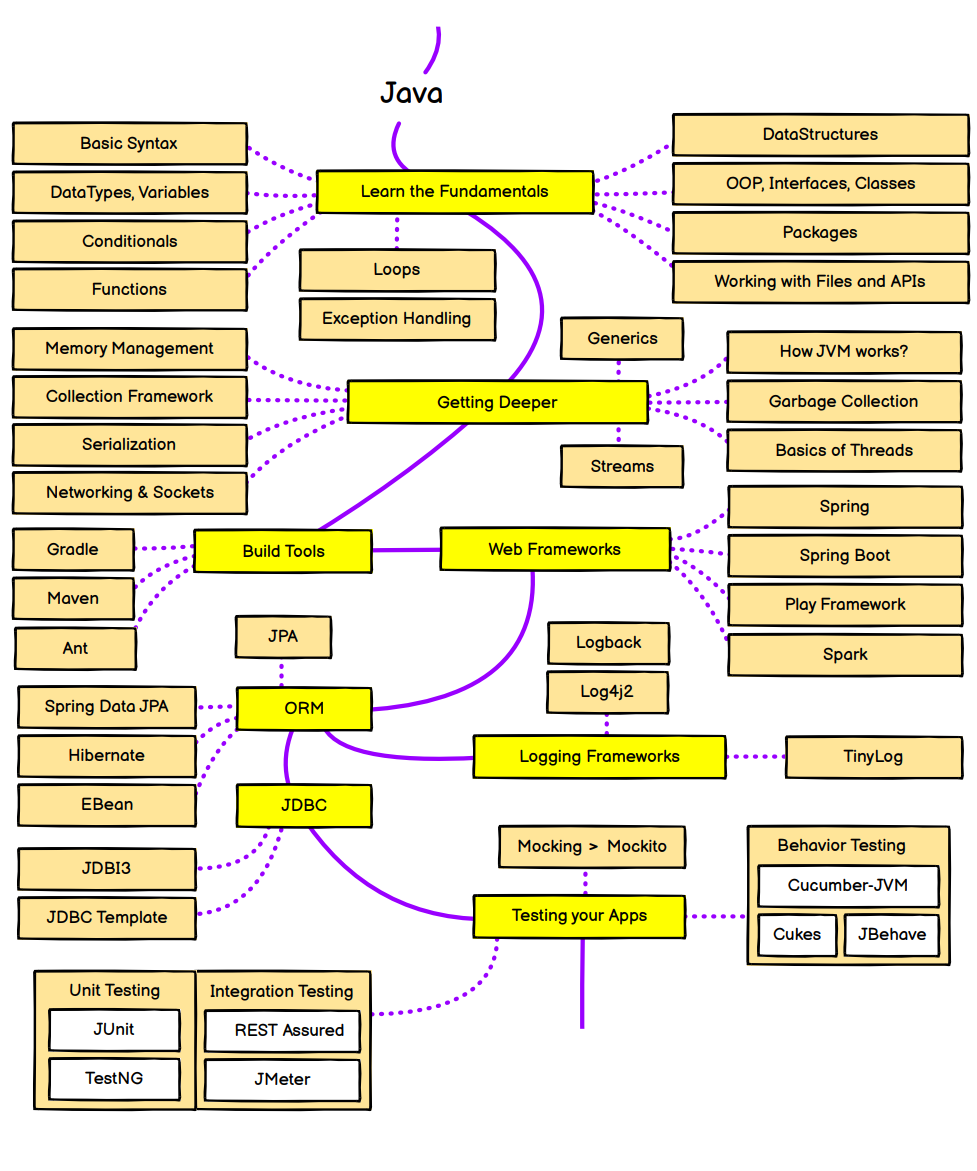 Java
Learn the Fundamentals
Basic Syntax
DataTypes, Variables
Conditionals
Functions
Loops
Exception Handling
DataStructures
OOP, Interfaces, Classes
Packages
Working with Files and APIs
Getting Deeper
Memory Management
Collection Framework
Serialization
Networking & Sockets
Generics
Streams
How JVM works?
Garbage Collection
Basics of Threads
Build Tools
Gradle
Maven
Ant
Web Frameworks
Spring
Spring Boot
Play Framework
Spark
ORM
JPA
Spring Data JPA
Hibernate
EBean
Logging Frameworks
Logback
Log4j2
TinyLog
JDBC
JDBI3
JDBC Template
Testing your Apps
Mocking > Mockito
Behavior Testing
Cucumber-JVM
Cukes
JBehave
Unit Testing
JUnit
TestNG
Integration Testing
REST Assured
JMeter